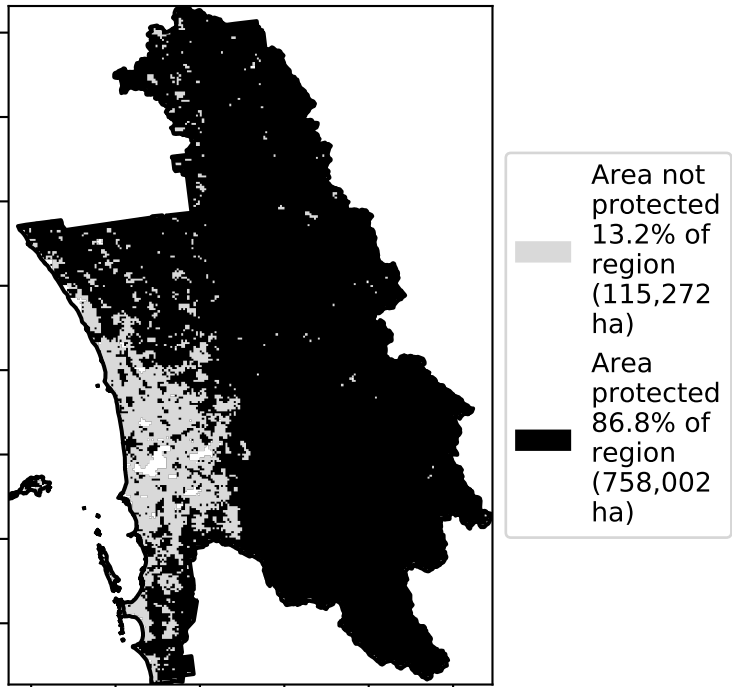 Area not
protected
13.2% of
region
(115,272
ha)
Area
protected
86.8% of
region
(758,002
ha)